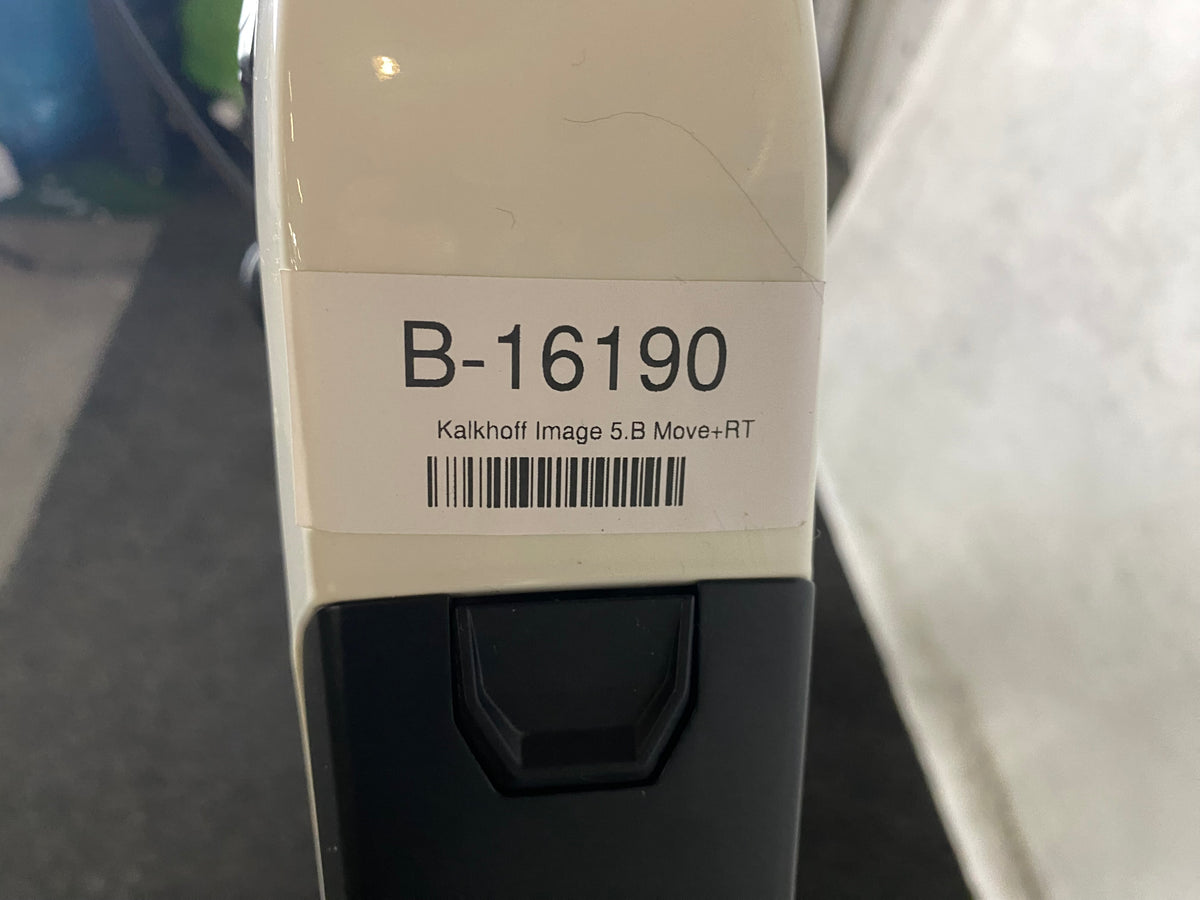 B-16190
Kalkhoff Image 5.B Move+RT